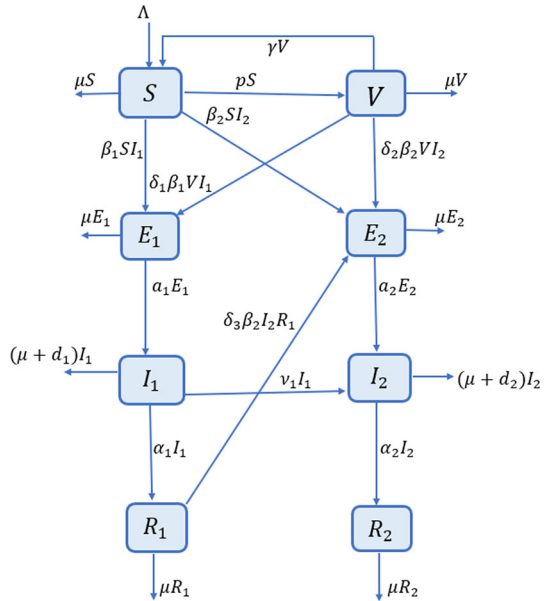 Λ
γV
μS
S
pS
V
μV
β₂SI₂
β₁SI₁
δ₂β₂VI₂
δ₁β₁VI₁
μE₁
E₁
E₂
μE₂
a₁E₁
a₂E₂
δ₃β₂I₂R₁
(μ + d₁)I₁
I₁
ν₁I₁
I₂
(μ + d₂)I₂
α₁I₁
α₂I₂
R₁
R₂
μR₁
μR₂